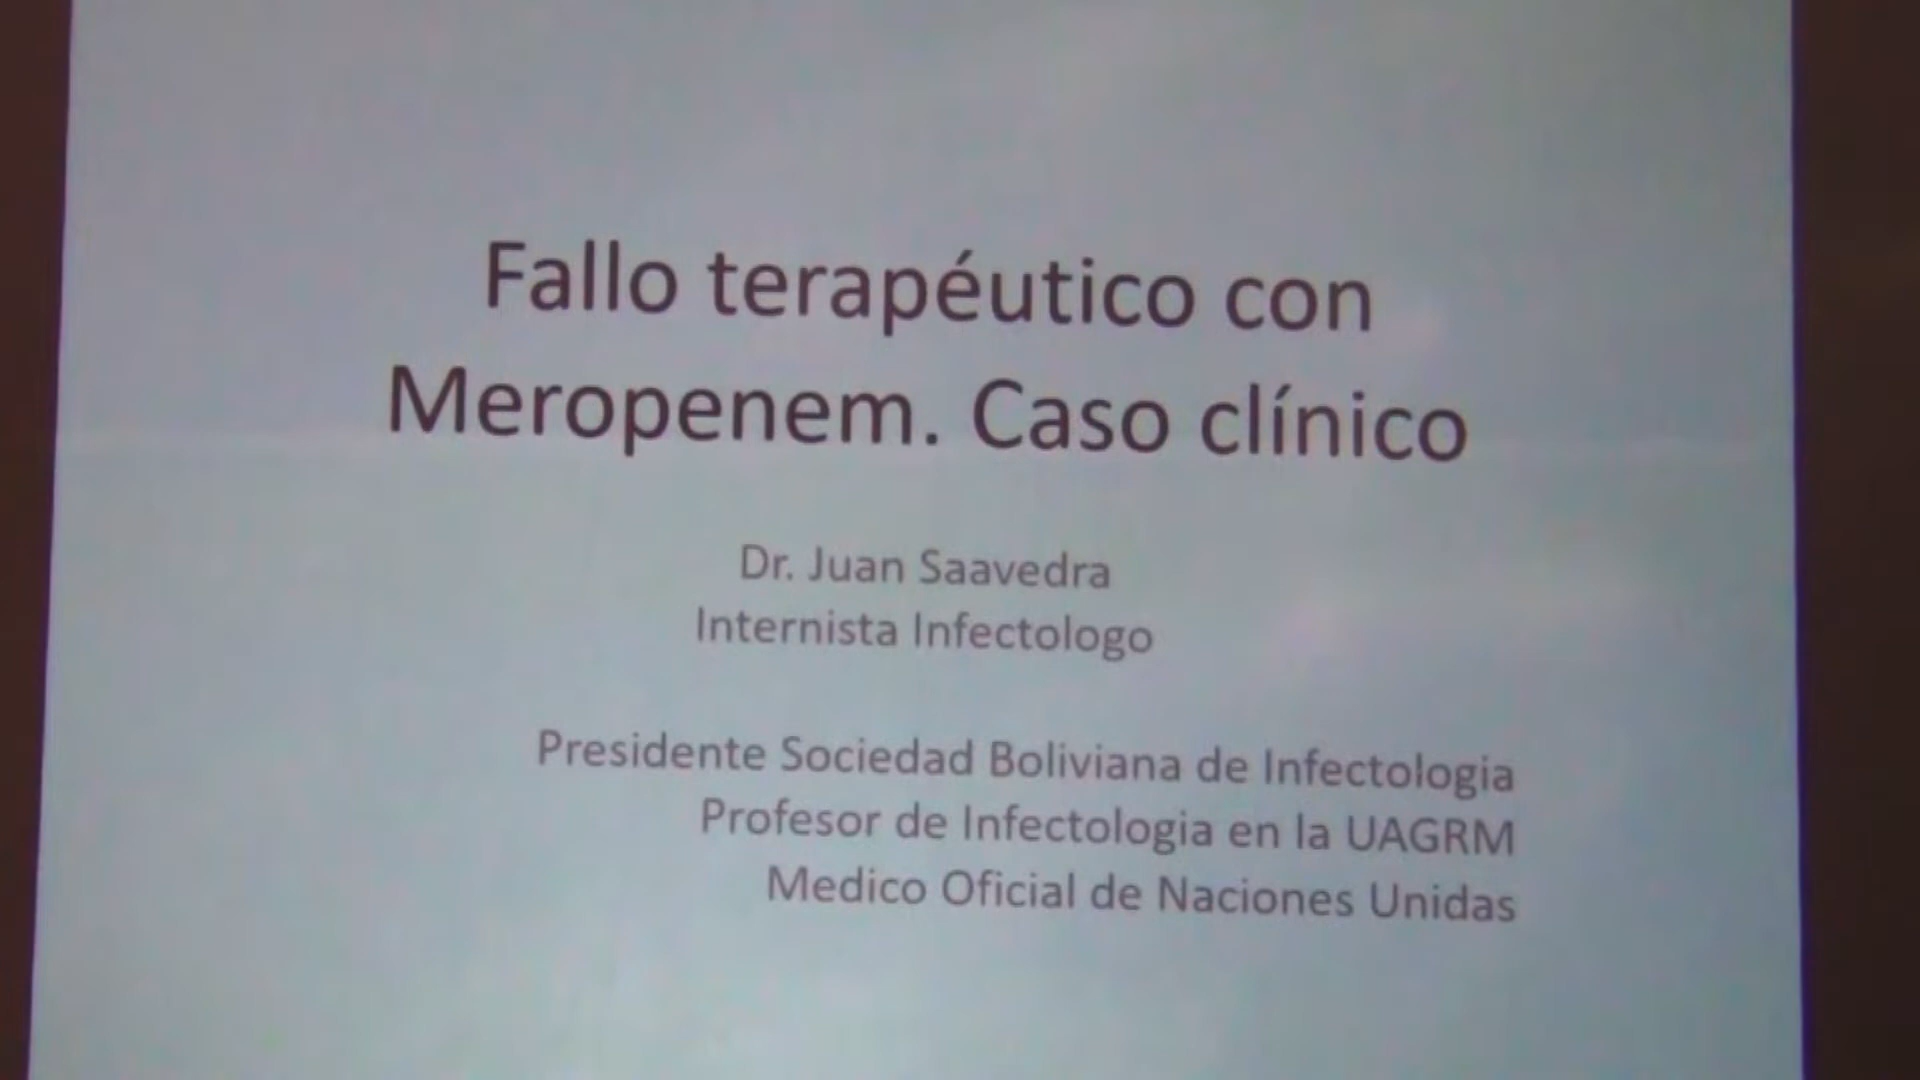 Fallo terapéutico con
Meropenem. Caso clínico
Dr. Juan Saavedra
Internista Infectologo
Presidente Sociedad Boliviana de Infectologia
Profesor de Infectologia en la UAGRM
Medico Oficial de Naciones Unidas